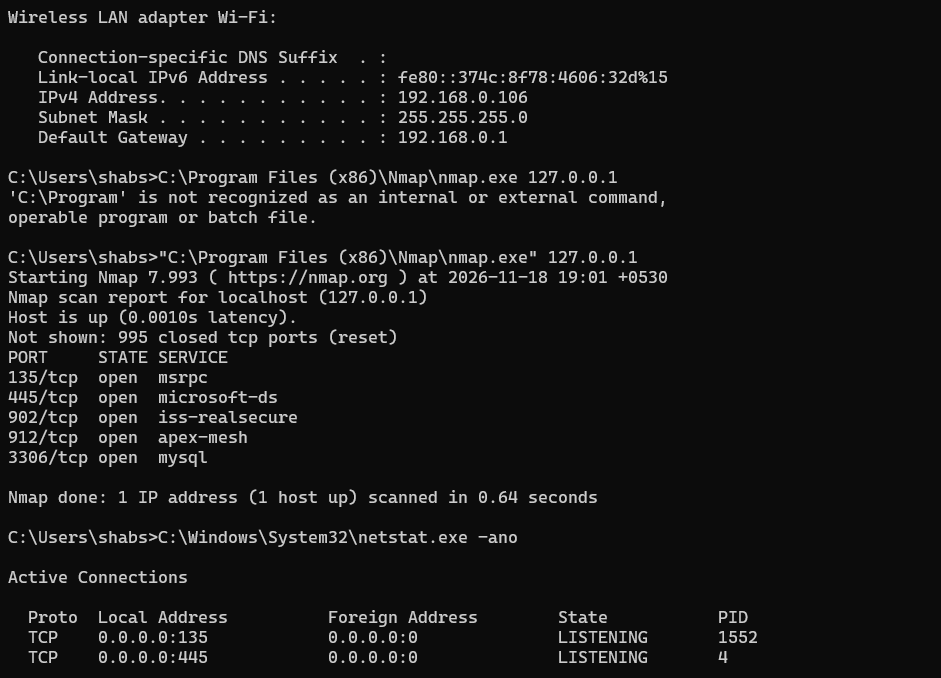 Wireless LAN adapter Wi-Fi:
Connection-specific DNS Suffix  . :
Link-local IPv6 Address . . . . . : fe80::374c:8f78:4606:32d%15
IPv4 Address. . . . . . . . . . . : 192.168.0.106
Subnet Mask . . . . . . . . . . . : 255.255.255.0
Default Gateway . . . . . . . . . : 192.168.0.1
C:\Users\shabs>C:\Program Files (x86)\Nmap\nmap.exe 127.0.0.1
'C:\Program' is not recognized as an internal or external command,
operable program or batch file.
C:\Users\shabs>"C:\Program Files (x86)\Nmap\nmap.exe" 127.0.0.1
Starting Nmap 7.993 ( https://nmap.org ) at 2026-11-18 19:01 +0530
Nmap scan report for localhost (127.0.0.1)
Host is up (0.0010s latency).
Not shown: 995 closed tcp ports (reset)
PORT     STATE SERVICE
135/tcp  open  msrpc
445/tcp  open  microsoft-ds
902/tcp  open  iss-realsecure
912/tcp  open  apex-mesh
3306/tcp open  mysql
Nmap done: 1 IP address (1 host up) scanned in 0.64 seconds
C:\Users\shabs>C:\Windows\System32\netstat.exe -ano
Active Connections
Proto  Local Address          Foreign Address        State           PID
TCP    0.0.0.0:135            0.0.0.0:0              LISTENING       1552
TCP    0.0.0.0:445            0.0.0.0:0              LISTENING       4